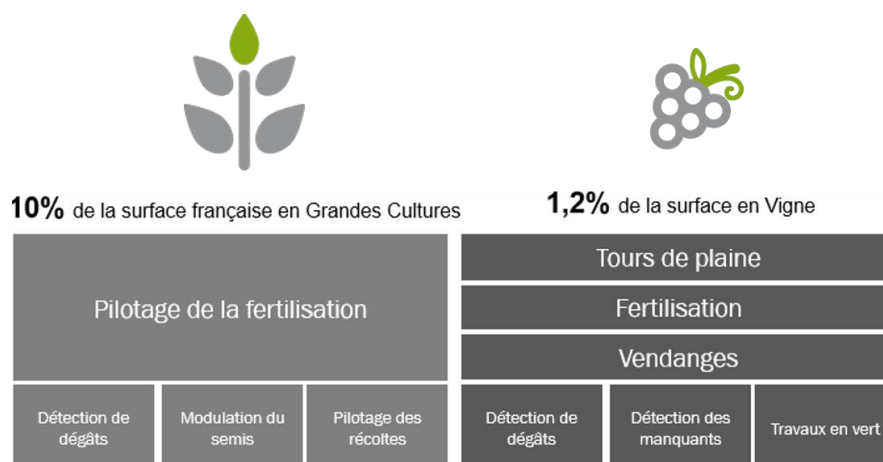 10% de la surface française en Grandes Cultures
1,2% de la surface en Vigne
Pilotage de la fertilisation
Détection de
dégâts
Modulation du
semis
Pilotage des
récoltes
Tours de plaine
Fertilisation
Vendanges
Détection de
dégâts
Détection des
manquants
Travaux en vert